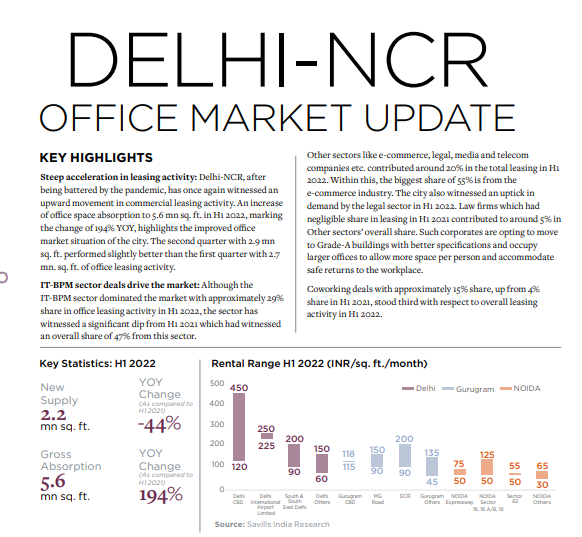 DELHI-NCR
OFFICE MARKET UPDATE
KEY HIGHLIGHTS
Steep acceleration in leasing activity: Delhi-NCR, after
being battered by the pandemic, has once again witnessed an
upward movement in commercial leasing activity. An increase
of office space absorption to 5.6 mn sq. ft. in H1 2022, marking
the change of 194% YOY, highlights the improved office
market situation of the city. The second quarter with 2.9 mn
sq. ft. performed slightly better than the first quarter with 2.7
mn. sq. ft. of office leasing activity.
IT-BPM sector deals drive the market: Although the
IT-BPM sector dominated the market with approximately 29%
share in office leasing activity in H1 2022, the sector has
witnessed a significant dip from H1 2021 which had witnessed
an overall share of 47% from this sector.
Other sectors like e-commerce, legal, media and telecom
companies etc. contributed around 20% in the total leasing in H1
2022. Within this, the biggest share of 55% is from the
e-commerce industry. The city also witnessed an uptick in
demand by the legal sector in H1 2022. Law firms which had
negligible share in leasing in H1 2021 contributed to around 5% in
Other sectors' overall share. Such corporates are opting to move
to Grade-A buildings with better specifications and occupy
larger offices to allow more space per person and accommodate
safe returns to the workplace.
Coworking deals with approximately 15% share, up from 4%
share in H1 2021, stood third with respect to overall leasing
activity in H1 2022.
Key Statistics: H1 2022
New
Supply
2.2
mn sq. ft.
YOY
Change
(As compared to
H1 2021)
-44%
Gross
Absorption
5.6
mn sq. ft.
YOY
Change
(As compared to
H1 2021)
194%
Rental Range H1 2022 (INR/sq. ft./month)
Delhi Gurugram NOIDA
500
400
300
200
100
0
450
120
250
225
200
90
150
60
118
115
150
90
200
90
135
45
75
50
125
50
55
50
65
30
Delhi
CBD
Delhi
International
Airport
Limited
South &
South
East Delhi
Delhi
Others
Gurugram
CBD
MG
Road
GCR
Gurugram
Others
NOIDA
Expressway
NOIDA
Sector
16, 16 A/B, 18
Sector
62
NOIDA
Others
Source: Savills India Research